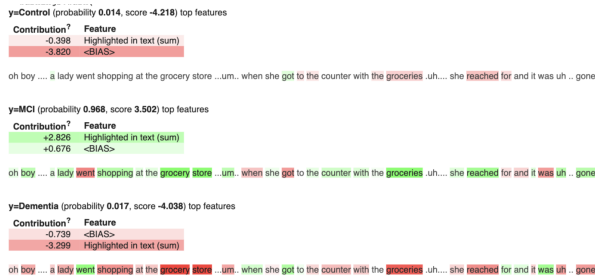 y=Control (probability 0.014, score -4.218) top features
Contribution? Feature
-0.398 Highlighted in text (sum)
-3.820 <BIAS>
oh boy .... a lady went shopping at the grocery store ...um.. when she got to the counter with the groceries .uh.... she reached for and it was uh .. gone
y=MCI (probability 0.968, score 3.502) top features
Contribution? Feature
+2.826 Highlighted in text (sum)
+0.676 <BIAS>
oh boy .... a lady went shopping at the grocery store ...um.. when she got to the counter with the groceries .uh.... she reached for and it was uh .. gone
y=Dementia (probability 0.017, score -4.038) top features
Contribution? Feature
-0.739 <BIAS>
-3.299 Highlighted in text (sum)
oh boy .... a lady went shopping at the grocery store ...um.. when she got to the counter with the groceries .uh.... she reached for and it was uh .. gone